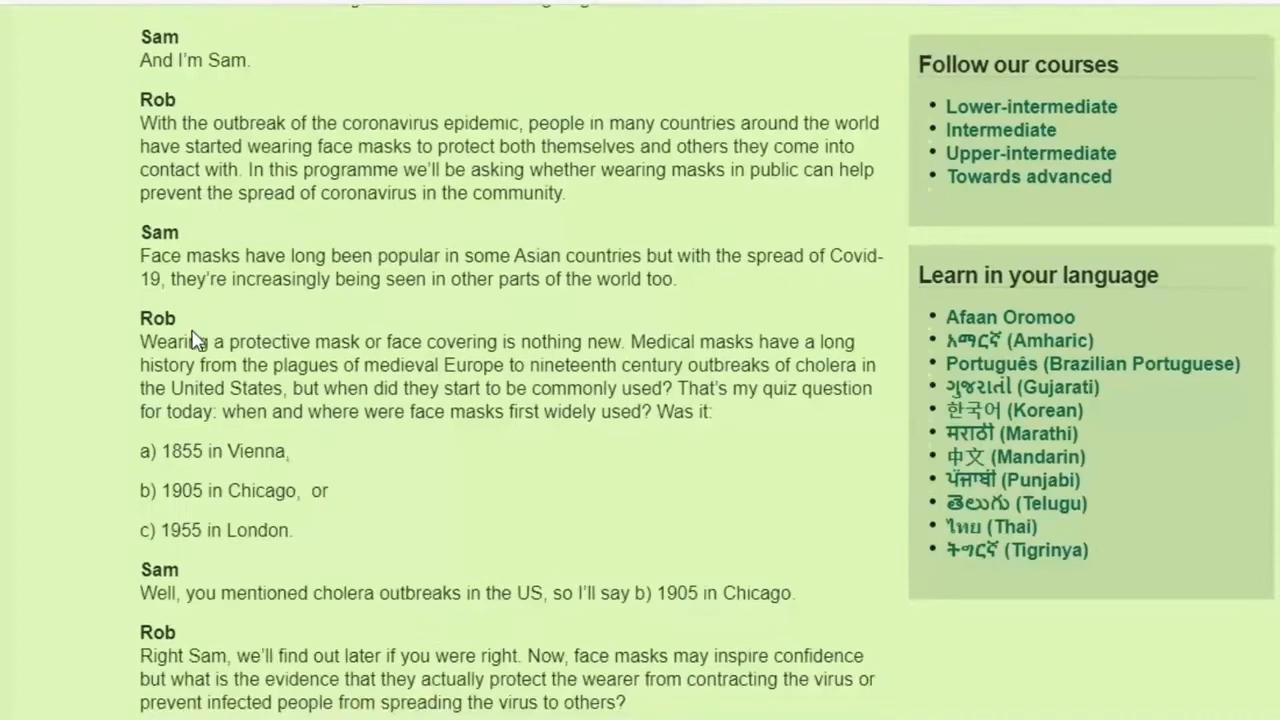 Sam
And I'm Sam.
Rob
With the outbreak of the coronavirus epidemic, people in many countries around the world
have started wearing face masks to protect both themselves and others they come into
contact with. In this programme we'll be asking whether wearing masks in public can help
prevent the spread of coronavirus in the community.
Sam
Face masks have long been popular in some Asian countries but with the spread of Covid-
19, they're increasingly being seen in other parts of the world too.
Rob
Wearing a protective mask or face covering is nothing new. Medical masks have a long
history from the plagues of medieval Europe to nineteenth century outbreaks of cholera in
the United States, but when did they start to be commonly used? That's my quiz question
for today: when and where were face masks first widely used? Was it:
a) 1855 in Vienna,
b) 1905 in Chicago,  or
c) 1955 in London.
Sam
Well, you mentioned cholera outbreaks in the US, so I'll say b) 1905 in Chicago.
Rob
Right Sam, we'll find out later if you were right. Now, face masks may inspire confidence
but what is the evidence that they actually protect the wearer from contracting the virus or
prevent infected people from spreading the virus to others?
Follow our courses
Lower-intermediate
Intermediate
Upper-intermediate
Towards advanced
Learn in your language
Afaan Oromoo
አማርኛ (Amharic)
Português (Brazilian Portuguese)
ગુજરાતી (Gujarati)
한국어 (Korean)
मराठी (Marathi)
中文 (Mandarin)
ਪੰਜਾਬੀ (Punjabi)
తెలుగు (Telugu)
ไทย (Thai)
ትግርኛ (Tigrinya)